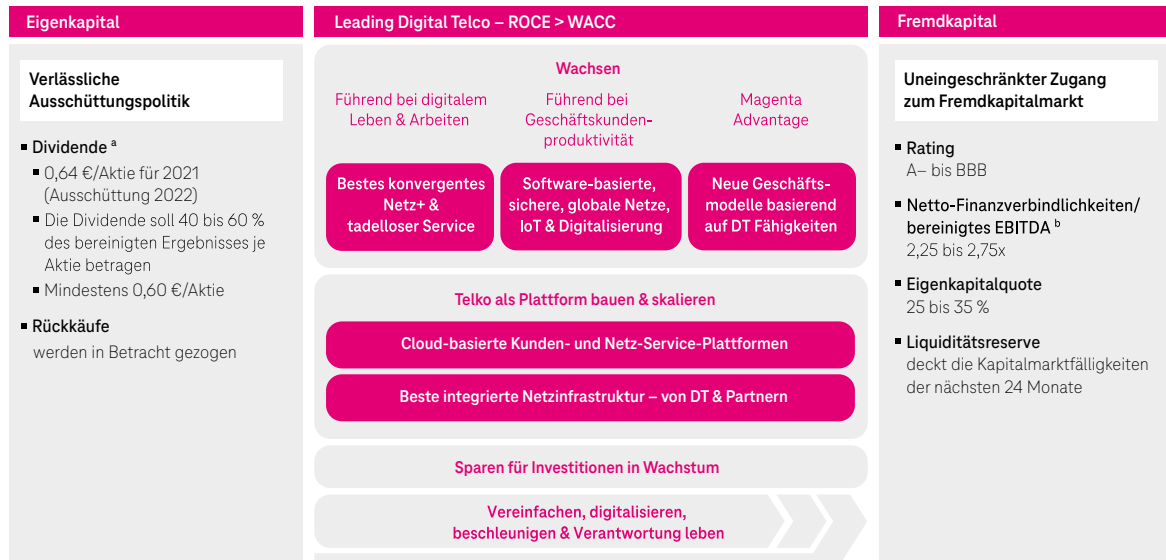 Eigenkapital
Verlässliche
Ausschüttungspolitik
▪ Dividende ᵃ
▪ 0,64 €/Aktie für 2021
(Ausschüttung 2022)
▪ Die Dividende soll 40 bis 60 %
des bereinigten Ergebnisses je
Aktie betragen
▪ Mindestens 0,60 €/Aktie
▪ Rückkäufe
werden in Betracht gezogen
Leading Digital Telco – ROCE > WACC
Wachsen
Führend bei digitalem
Leben & Arbeiten
Führend bei
Geschäftskunden-
produktivität
Magenta
Advantage
Bestes konvergentes
Netz+ &
tadelloser Service
Software-basierte,
sichere, globale Netze,
IoT & Digitalisierung
Neue Geschäfts-
modelle basierend
auf DT Fähigkeiten
Telko als Plattform bauen & skalieren
Cloud-basierte Kunden- und Netz-Service-Plattformen
Beste integrierte Netzinfrastruktur – von DT & Partnern
Sparen für Investitionen in Wachstum
Vereinfachen, digitalisieren,
beschleunigen & Verantwortung leben
Fremdkapital
Uneingeschränkter Zugang
zum Fremdkapitalmarkt
▪ Rating
A– bis BBB
▪ Netto-Finanzverbindlichkeiten/
bereinigtes EBITDA ᵇ
2,25 bis 2,75x
▪ Eigenkapitalquote
25 bis 35 %
▪ Liquiditätsreserve
deckt die Kapitalmarktfälligkeiten
der nächsten 24 Monate